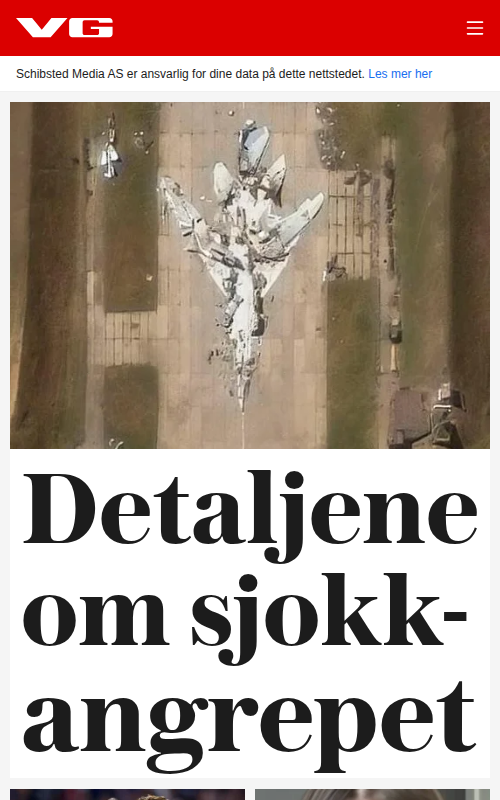 VG
Schibsted Media AS er ansvarlig for dine data på dette nettstedet. Les mer her
Detaljene
om sjokk-
angrepet